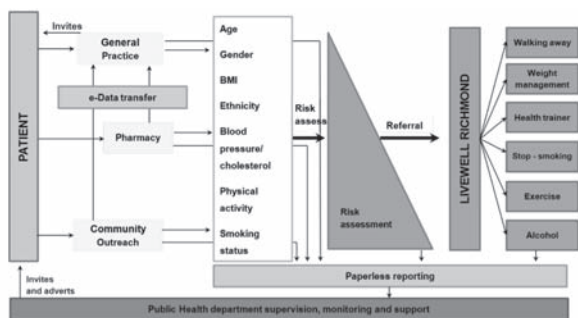 Invites
PATIENT
General
Practice
e-Data transfer
Pharmacy
Community
Outreach
Age
Gender
BMI
Ethnicity
Blood
pressure/
cholesterol
Physical
activity
Smoking
status
Risk
assess
Risk
assessment
Referral
LIVEWELL RICHMOND
Walking away
Weight
management
Health trainer
Stop - smoking
Exercise
Alcohol
Paperless reporting
Invites
and adverts
Public Health department supervision, monitoring and support